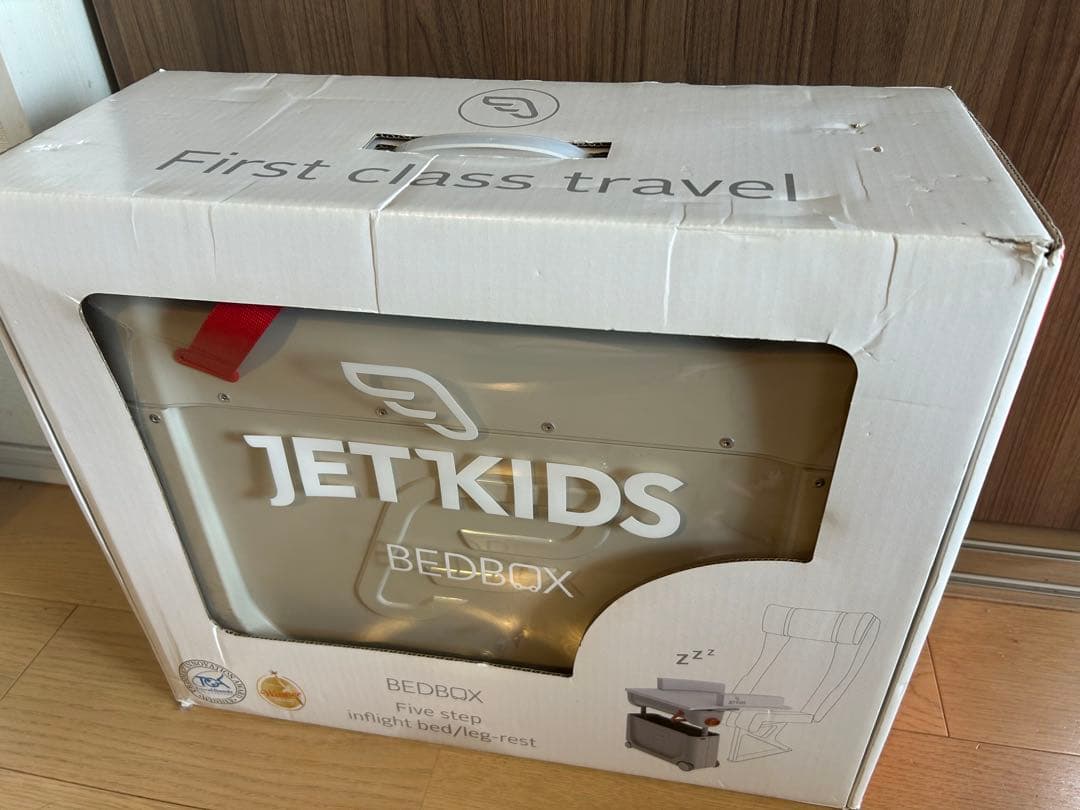 First class travel
JETKIDS
BEDBOX
zzz
BEDBOX
Five step
inflight bed/leg-rest